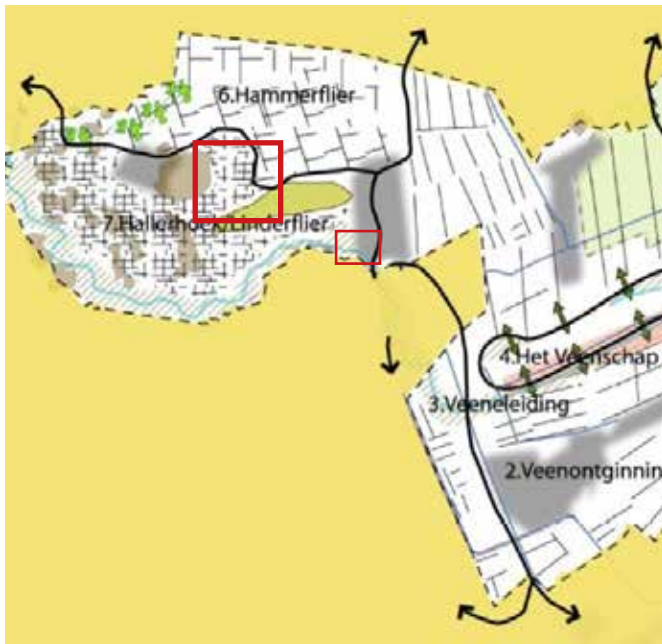 6.Hammerflier
7.Hallerhoek/Linderflier
4.Het Veenschap
3.Veeneleiding
2.Veenontginnin